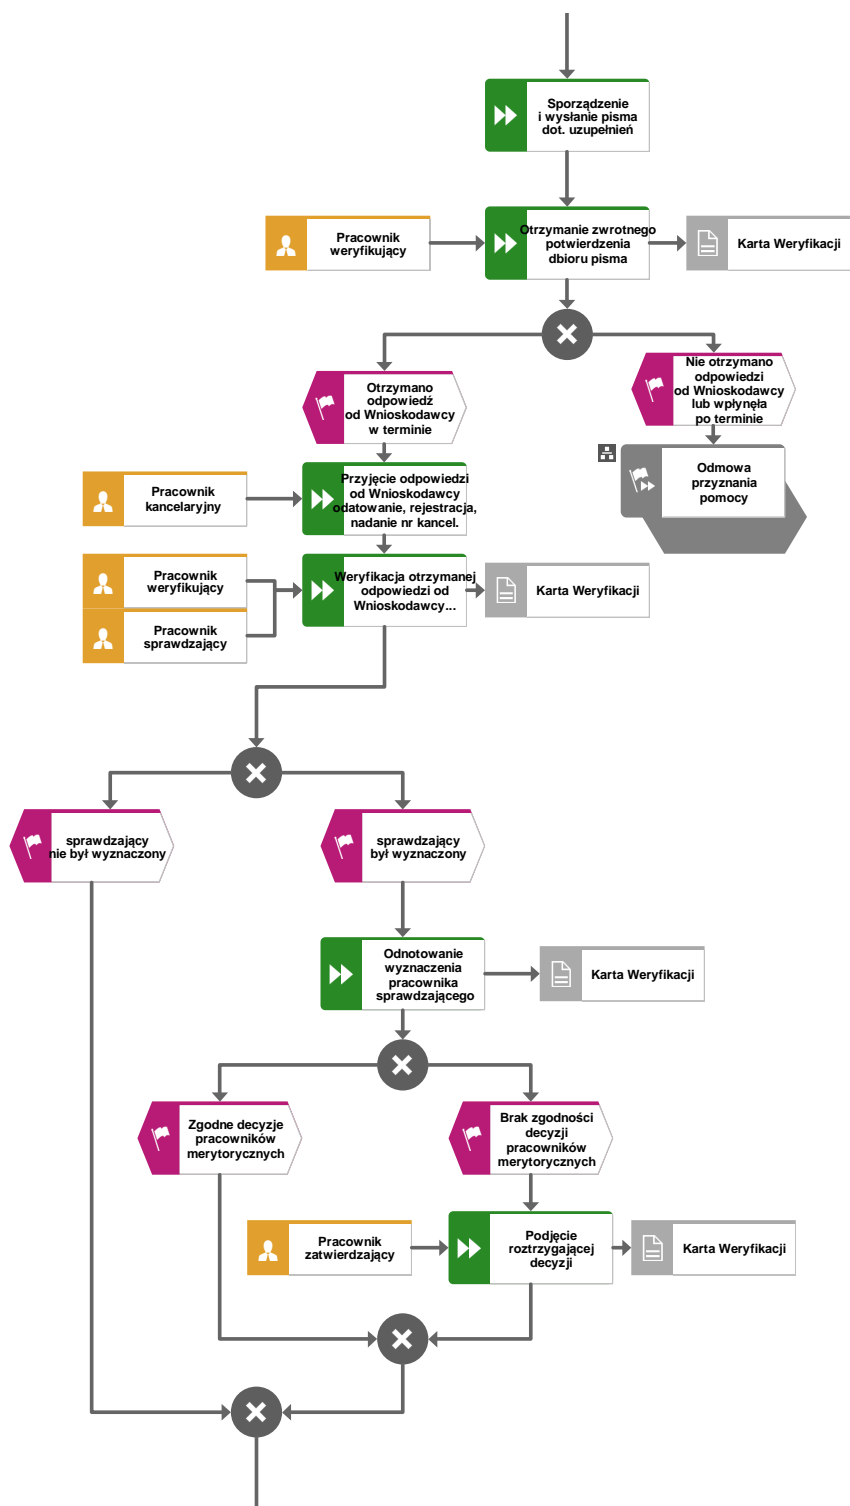 Sporządzenie
i wysłanie pisma
dot. uzupełnień
Pracownik
weryfikujący
Otrzymanie zwrotnego
potwierdzenia
dbioru pisma
Karta Weryfikacji
Otrzymano
odpowiedź
od Wnioskodawcy
w terminie
Nie otrzymano
odpowiedzi
od Wnioskodawcy
lub wpłynęła
po terminie
Odmowa
przyznania
pomocy
Pracownik
kancelaryjny
Przyjęcie odpowiedzi
od Wnioskodawcy
odatowanie, rejestracja,
nadanie nr kancel.
Pracownik
weryfikujący
Pracownik
sprawdzający
Weryfikacja otrzymanej
odpowiedzi od
Wnioskodawcy...
Karta Weryfikacji
sprawdzający
nie był wyznaczony
sprawdzający
był wyznaczony
Odnotowanie
wyznaczenia
pracownika
sprawdzającego
Karta Weryfikacji
Zgodne decyzje
pracowników
merytorycznych
Brak zgodności
decyzji
pracowników
merytorycznych
Pracownik
zatwierdzający
Podjęcie
roztrzygającej
decyzji
Karta Weryfikacji